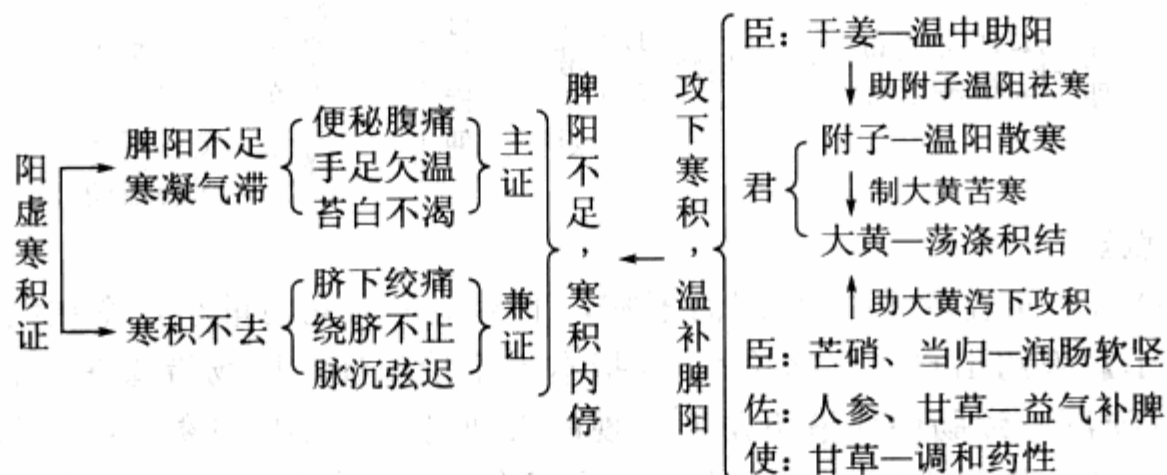 阳虚寒积证
脾阳不足
寒凝气滞
便秘腹痛
手足欠温
苔白不渴
主证
寒积不去
脐下绞痛
绕脐不止
脉沉弦迟
兼证
脾阳不足，寒积内停
攻下寒积，温补脾阳
臣：干姜—温中助阳
助附子温阳祛寒
君
附子—温阳散寒
制大黄苦寒
大黄—荡涤积结
助大黄泻下攻积
臣：芒硝、当归—润肠软坚
佐：人参、甘草—益气补脾
使：甘草—调和药性